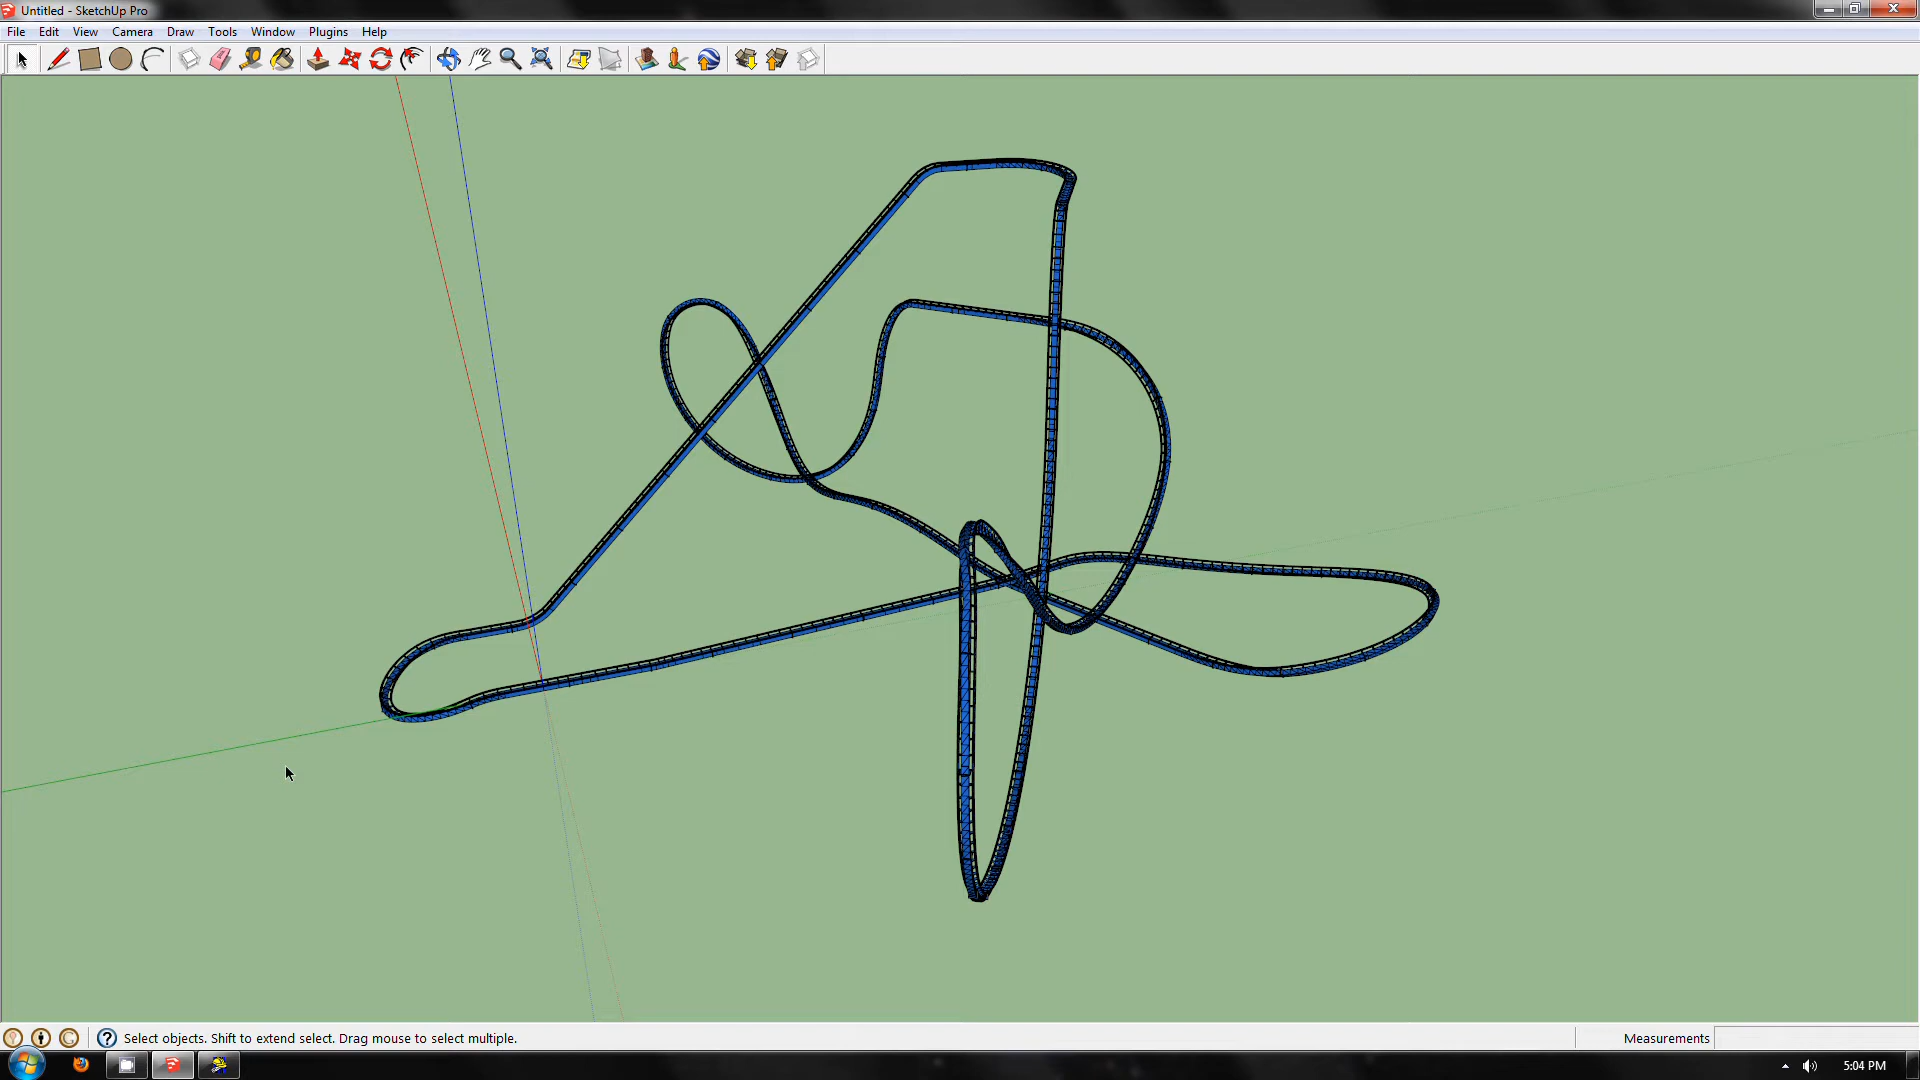 Untitled - SketchUp Pro
File Edit View Camera Draw Tools Window Plugins Help
Select objects. Shift to extend select. Drag mouse to select multiple.
Measurements
5:04 PM